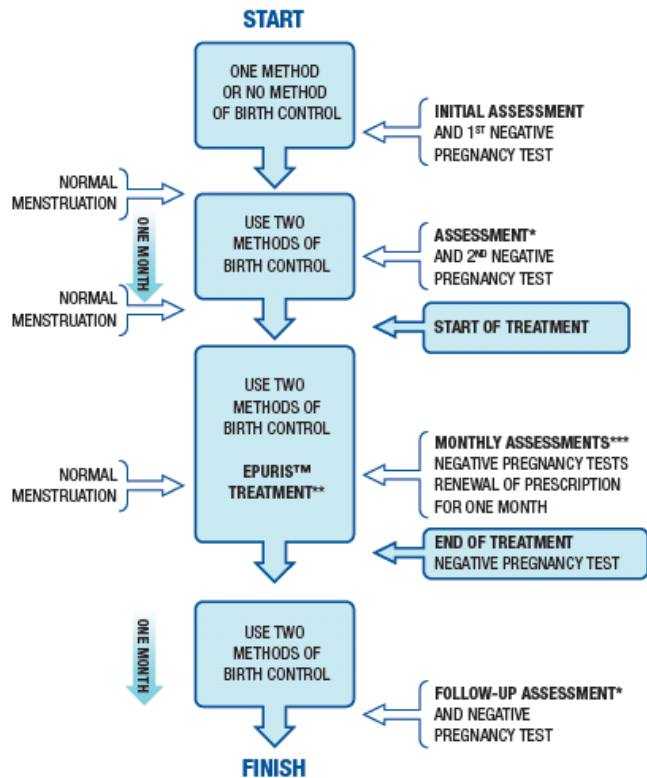 START
ONE METHOD
OR NO METHOD
OF BIRTH CONTROL
INITIAL ASSESSMENT
AND 1ST NEGATIVE
PREGNANCY TEST
NORMAL
MENSTRUATION
ONE MONTH
USE TWO
METHODS OF
BIRTH CONTROL
ASSESSMENT*
AND 2ND NEGATIVE
PREGNANCY TEST
NORMAL
MENSTRUATION
START OF TREATMENT
USE TWO
METHODS OF
BIRTH CONTROL
EPURIS™
TREATMENT**
NORMAL
MENSTRUATION
MONTHLY ASSESSMENTS***
NEGATIVE PREGNANCY TESTS
RENEWAL OF PRESCRIPTION
FOR ONE MONTH
END OF TREATMENT
NEGATIVE PREGNANCY TEST
ONE MONTH
USE TWO
METHODS OF
BIRTH CONTROL
FOLLOW-UP ASSESSMENT*
AND NEGATIVE
PREGNANCY TEST
FINISH